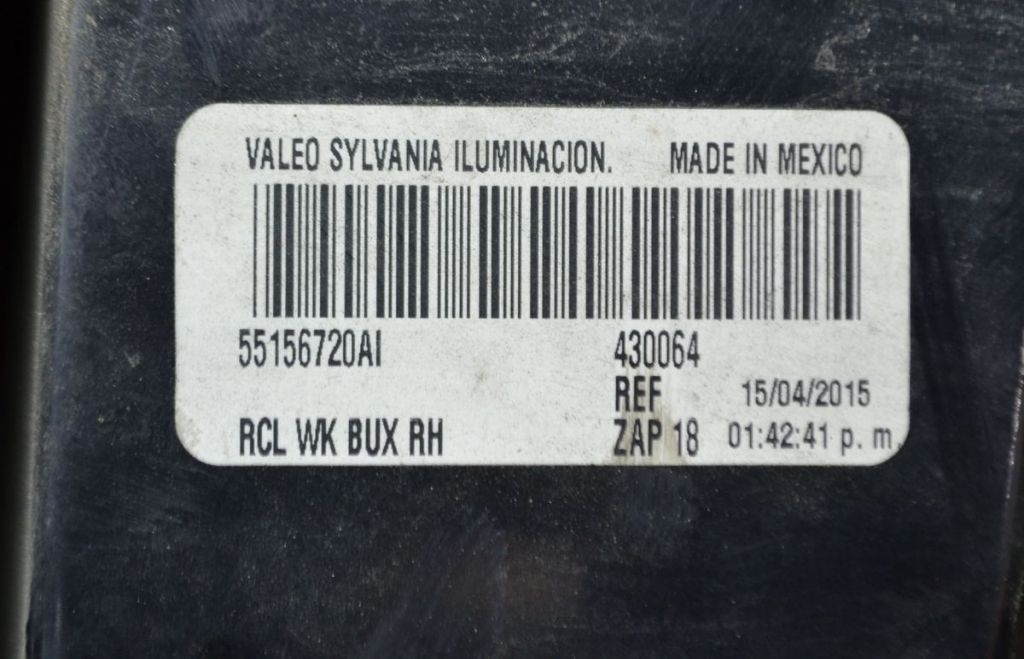 VALEO SYLVANIA ILUMINACION. MADE IN MEXICO
55156720AI 430064
REF 15/04/2015
RCL WK BUX RH ZAP 18 01:42:41 p. m.